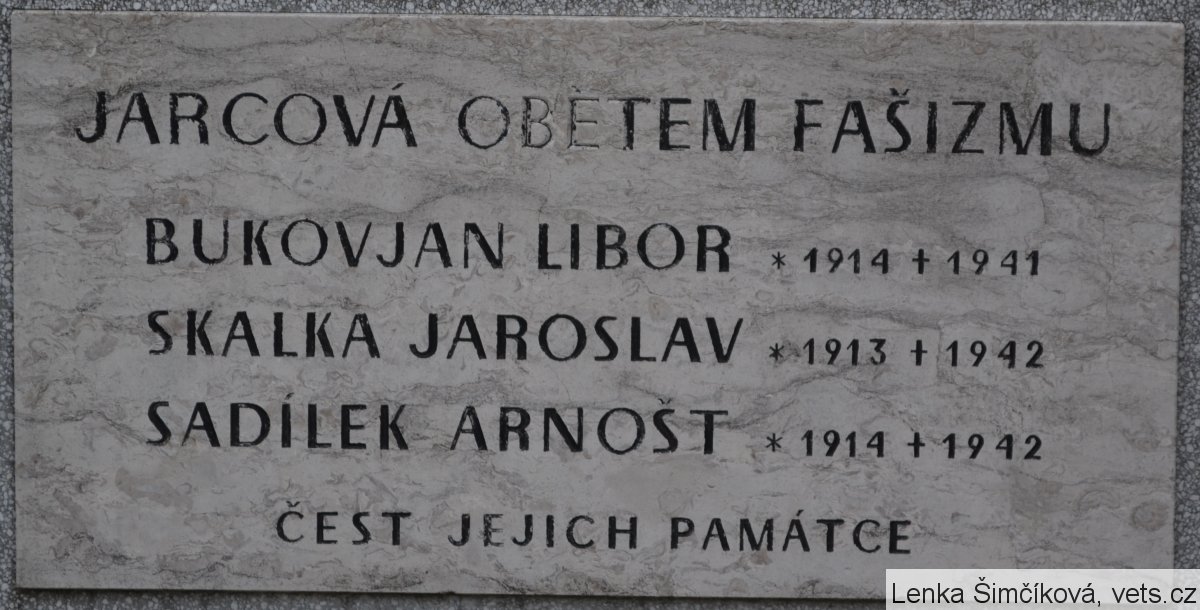 JARCOVÁ OBĚTEM FAŠIZMU
BUKOVJAN LIBOR * 1914 + 1941
SKALKA JAROSLAV * 1913 + 1942
SADÍLEK ARNOŠT * 1914 + 1942
ČEST JEJICH PAMÁTCE
Lenka Šimčíková, vets.cz